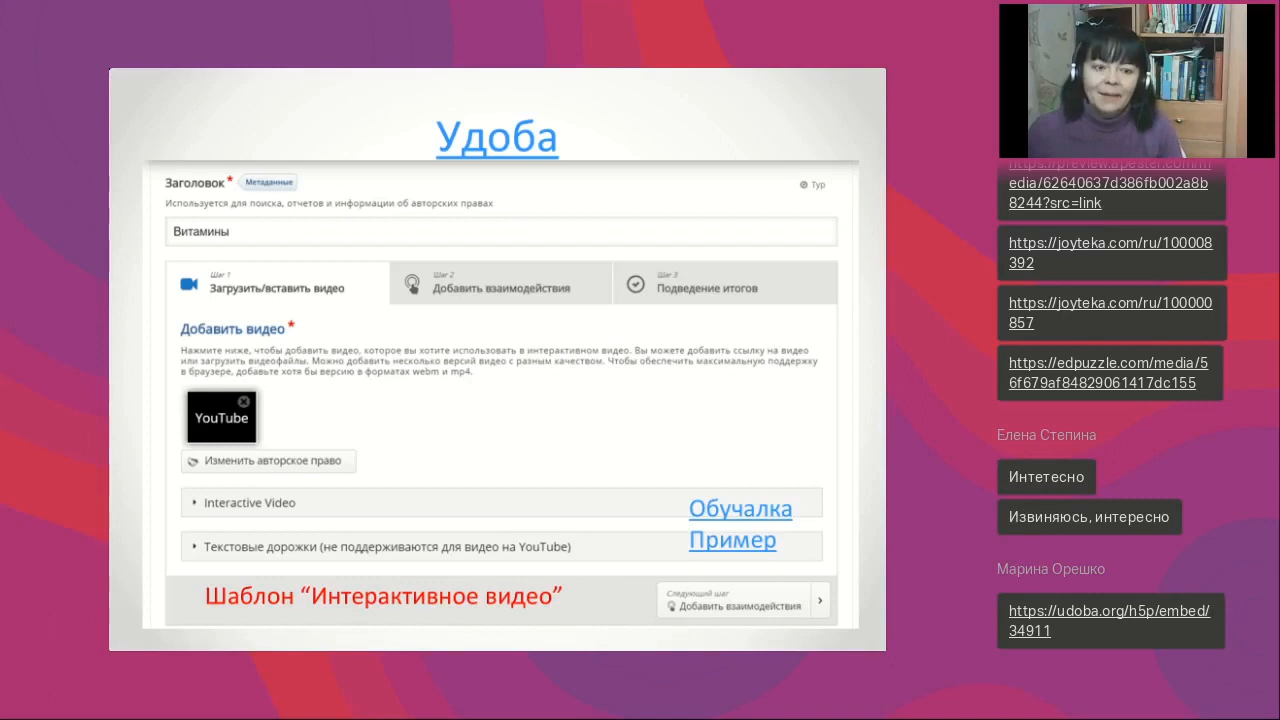 Удоба
Заголовок * Метаданные
Тур
Используется для поиска, отчетов и информации об авторских правах
Витамины
Шаг 1
Загрузить/вставить видео
Шаг 2
Добавить взаимодействия
Шаг 3
Подведение итогов
Добавить видео *
Нажмите ниже, чтобы добавить видео, которое вы хотите использовать в интерактивном видео. Вы можете добавить ссылку на видео
или загрузить видеофайлы. Можно добавить несколько версий видео с разным качеством. Чтобы обеспечить максимальную поддержку
в браузере, добавьте хотя бы версию в форматах webm и mp4.
YouTube
Изменить авторское право
Interactive Video
Обучалка
Текстовые дорожки (не поддерживаются для видео на YouTube)
Пример
Шаблон “Интерактивное видео”
Следующий шаг
Добавить взаимодействия
https://preview.apester.com/m
edia/62640637d386fb002a8b
8244?src=link
https://joyteka.com/ru/100008
392
https://joyteka.com/ru/100000
857
https://edpuzzle.com/media/5
6f679af84829061417dc155
Елена Степина
Интетесно
Извиняюсь, интересно
Марина Орешко
https://udoba.org/h5p/embed/
34911